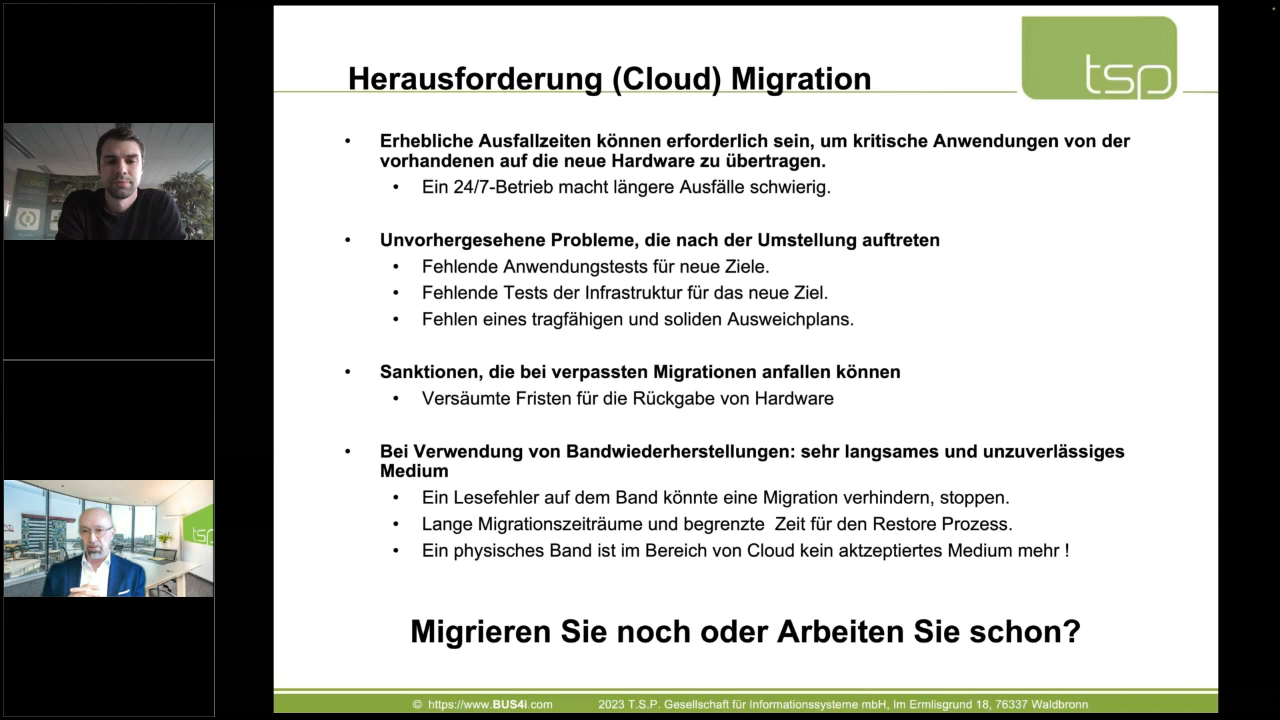 Herausforderung (Cloud) Migration
tsp
• Erhebliche Ausfallzeiten können erforderlich sein, um kritische Anwendungen von der
vorhandenen auf die neue Hardware zu übertragen.
• Ein 24/7-Betrieb macht längere Ausfälle schwierig.
• Unvorhergesehene Probleme, die nach der Umstellung auftreten
• Fehlende Anwendungstests für neue Ziele.
• Fehlende Tests der Infrastruktur für das neue Ziel.
• Fehlen eines tragfähigen und soliden Ausweichplans.
• Sanktionen, die bei verpassten Migrationen anfallen können
• Versäumte Fristen für die Rückgabe von Hardware
• Bei Verwendung von Bandwiederherstellungen: sehr langsames und unzuverlässiges
Medium
• Ein Lesefehler auf dem Band könnte eine Migration verhindern, stoppen.
• Lange Migrationszeiträume und begrenzte Zeit für den Restore Prozess.
• Ein physisches Band ist im Bereich von Cloud kein aktzeptiertes Medium mehr !
Migrieren Sie noch oder Arbeiten Sie schon?
© https://www.BUS4i.com 2023 T.S.P. Gesellschaft für Informationssysteme mbH, Im Ermlisgrund 18, 76337 Waldbronn
tsp